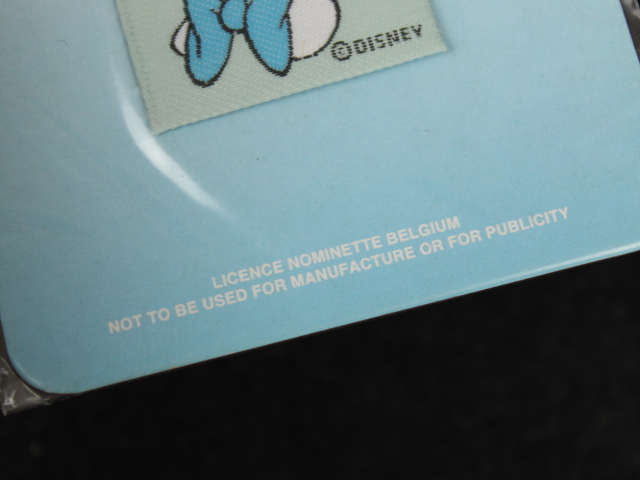 ©DISNEY
LICENCE NOMINETTE BELGIUM
NOT TO BE USED FOR MANUFACTURE OR FOR PUBLICITY